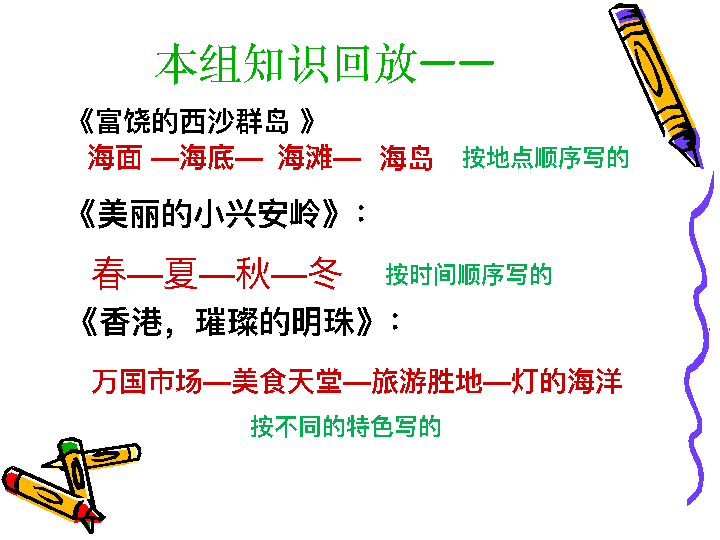 本组知识回放——
《富饶的西沙群岛 》
海面 —海底— 海滩— 海岛 按地点顺序写的
《美丽的小兴安岭》：
春—夏—秋—冬 按时间顺序写的
《香港，璀璨的明珠》：
万国市场—美食天堂—旅游胜地—灯的海洋
按不同的特色写的